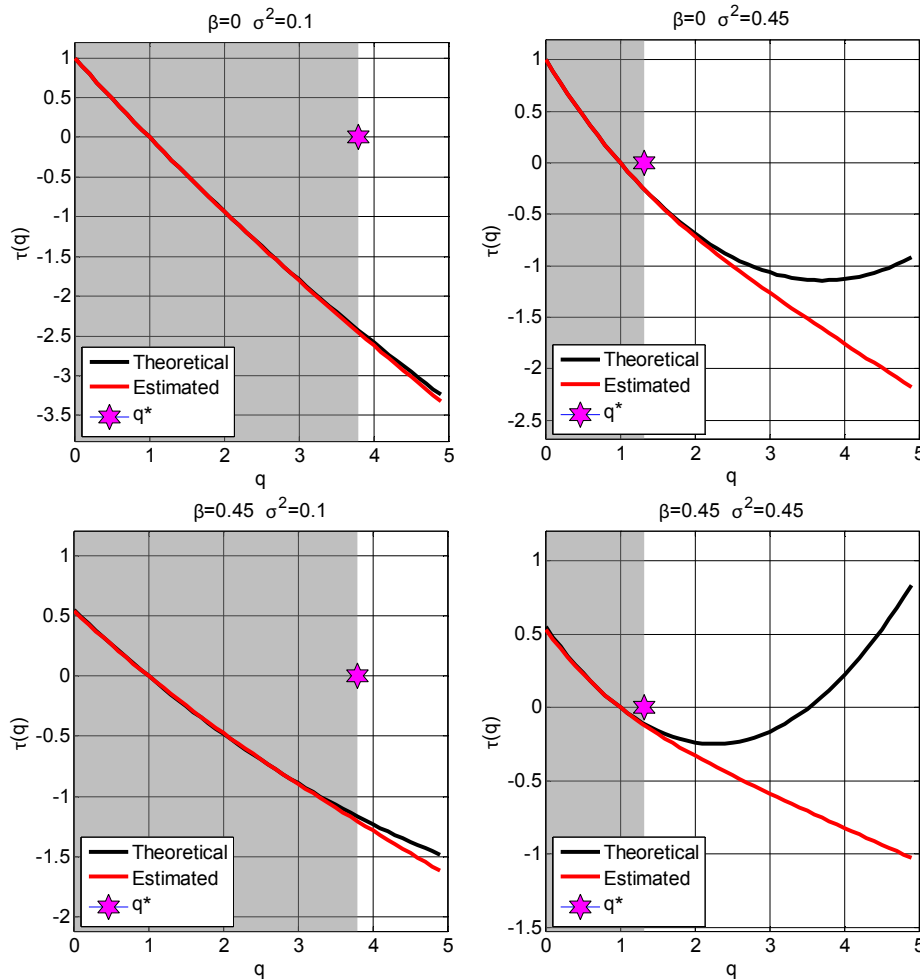 β=0 σ²=0.1
1
0.5
0
-0.5
-1
-1.5
-2
-2.5
-3
-3.5
τ(q)
Theoretical
Estimated
q*
0 1 2 3 4 5
q
β=0 σ²=0.45
1
0.5
0
-0.5
-1
-1.5
-2
-2.5
τ(q)
Theoretical
Estimated
q*
0 1 2 3 4 5
q
β=0.45 σ²=0.1
1
0.5
0
-0.5
-1
-1.5
-2
τ(q)
Theoretical
Estimated
q*
0 1 2 3 4 5
q
β=0.45 σ²=0.45
1
0.5
0
-0.5
-1
-1.5
τ(q)
Theoretical
Estimated
q*
0 1 2 3 4 5
q